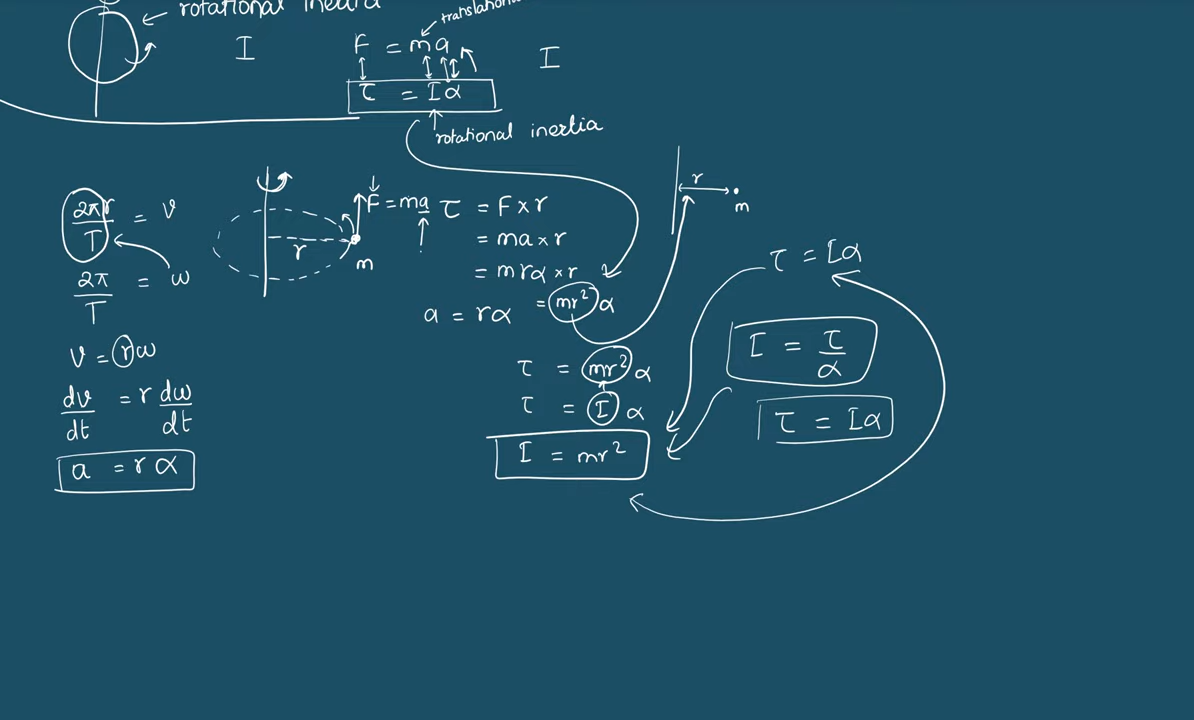 rotational inertia
I
translational
F = ma
I
τ = Iα
rotational inertia
2πr/T = v
2π/T = ω
v = rω
dv/dt = r dω/dt
a = rα
r
m
F = ma
τ = F × r
= ma × r
= mrα × r
a = rα
= mr²α
τ = mr²α
τ = Iα
I = mr²
r
m
τ = Iα
I = τ/α
τ = Iα